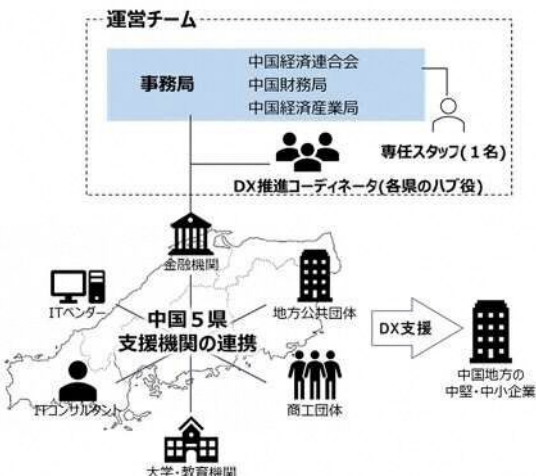 運営チーム
事務局
中国経済連合会
中国財務局
中国経済産業局
専任スタッフ(１名)
DX推進コーディネータ(各県のハブ役)
金融機関
ITベンダー
地方公共団体
中国５県
支援機関の連携
DX支援
中国地方の
中堅・中小企業
ITコンサルタント
商工団体
大学・教育機関